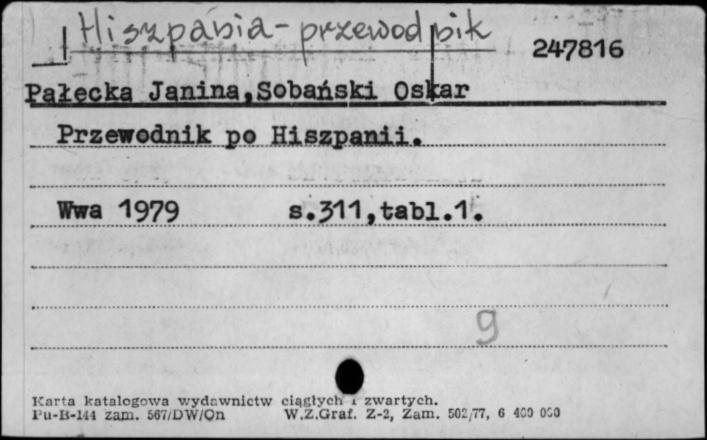 Hiszpania - przewodnik
247816
Pałecka Janina,Sobański Oskar
Przewodnik po Hiszpanii.
Wwa 1979 s.311,tabl.1.
9
Karta katalogowa wydawnictw ciągłych i zwartych.
Pu-B-144 zam. 567/DW/On W.Z.Graf. Z-2, Zam. 502/77, 6 400 000